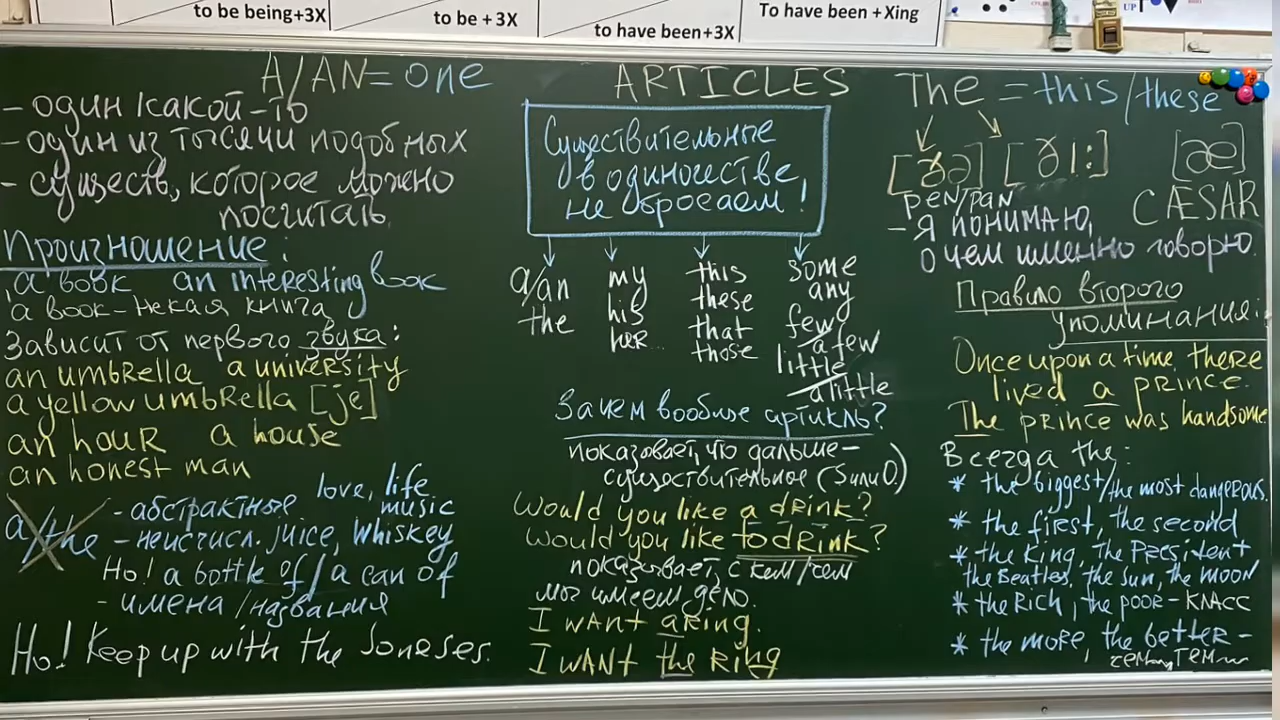 to be being+3X
to be + 3X
to have been+3X
To have been + Xing
UP
A/AN = one
- один какой-то
- один из тысячи подобных
- существ, которое можно
посчитать.
Произношение:
a book an interesting book
a book - некая книга
Зависит от первого звука:
an umbrella a university
a yellow umbrella [je]
an hour a house
an honest man
a/the
- абстрактные love, life
music
- неисчисл. juice, whiskey
Но! a bottle of / a can of
- имена / названия
Но! Keep up with the Joneses.
ARTICLES
Существительные
в одиночестве
не бросаем!
a/an
the
my
his
her..
this
these
that
those
some
any
few
a few
little
a little
Зачем вообще артикль?
показывает, что дальше -
существительное (S или O)
Would you like a drink?
Would you like to drink?
показывает, с кем/чем
мы имеем дело.
I want a ring.
I want the ring
The = this/these
[ðə] [ði:] [æ]
pen/pan
CÆSAR
- Я понимаю,
о чем именно говорю.
Правило второго
упоминания:
Once upon a time there
lived a prince.
The prince was handsome.
Всегда the:
* the biggest/the most dangerous.
* the first, the second
* the King, the President
the Beatles, the Sun, the Moon
* the rich, the poor - класс
* the more, the better -
чем, тем